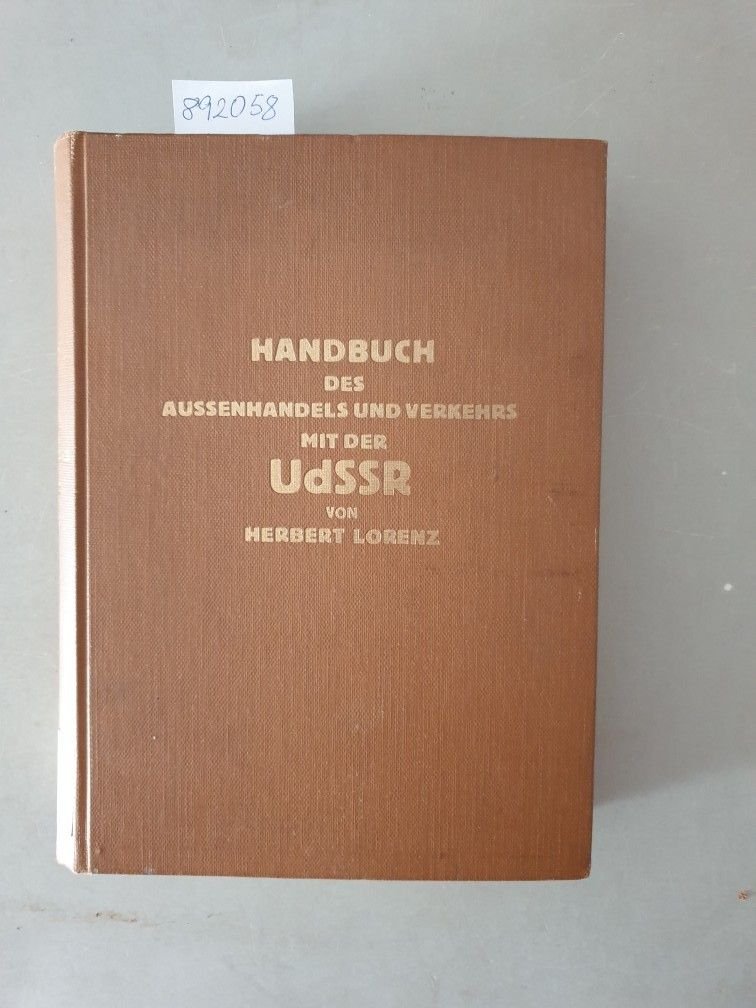 892058
HANDBUCH
DES
AUSSENHANDELS UND VERKEHRS
MIT DER
UdSSR
VON
HERBERT LORENZ